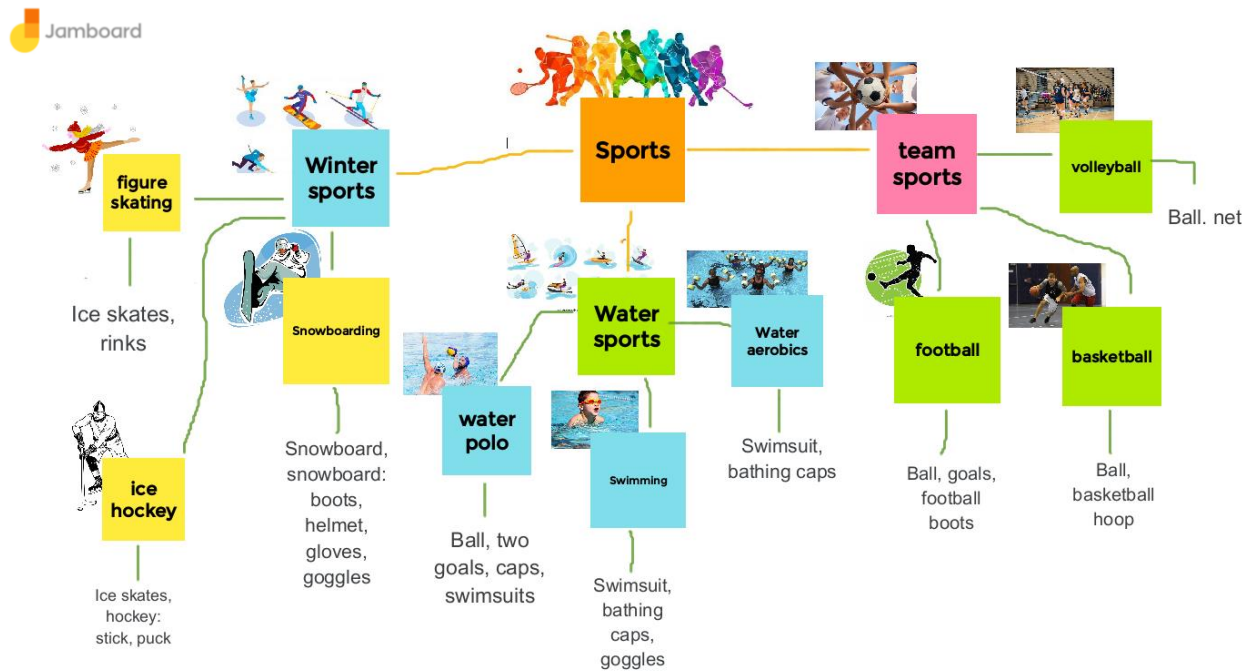 Jamboard
Sports
Winter
sports
team
sports
volleyball
figure
skating
Ball. net
Ice skates,
rinks
Snowboarding
Water
sports
Water
aerobics
football
basketball
water
polo
Swimming
ice
hockey
Snowboard,
snowboard:
boots,
helmet,
gloves,
goggles
Swimsuit,
bathing caps
Ball, goals,
football
boots
Ball,
basketball
hoop
Ball, two
goals, caps,
swimsuits
Swimsuit,
bathing
caps,
goggles
Ice skates,
hockey:
stick, puck